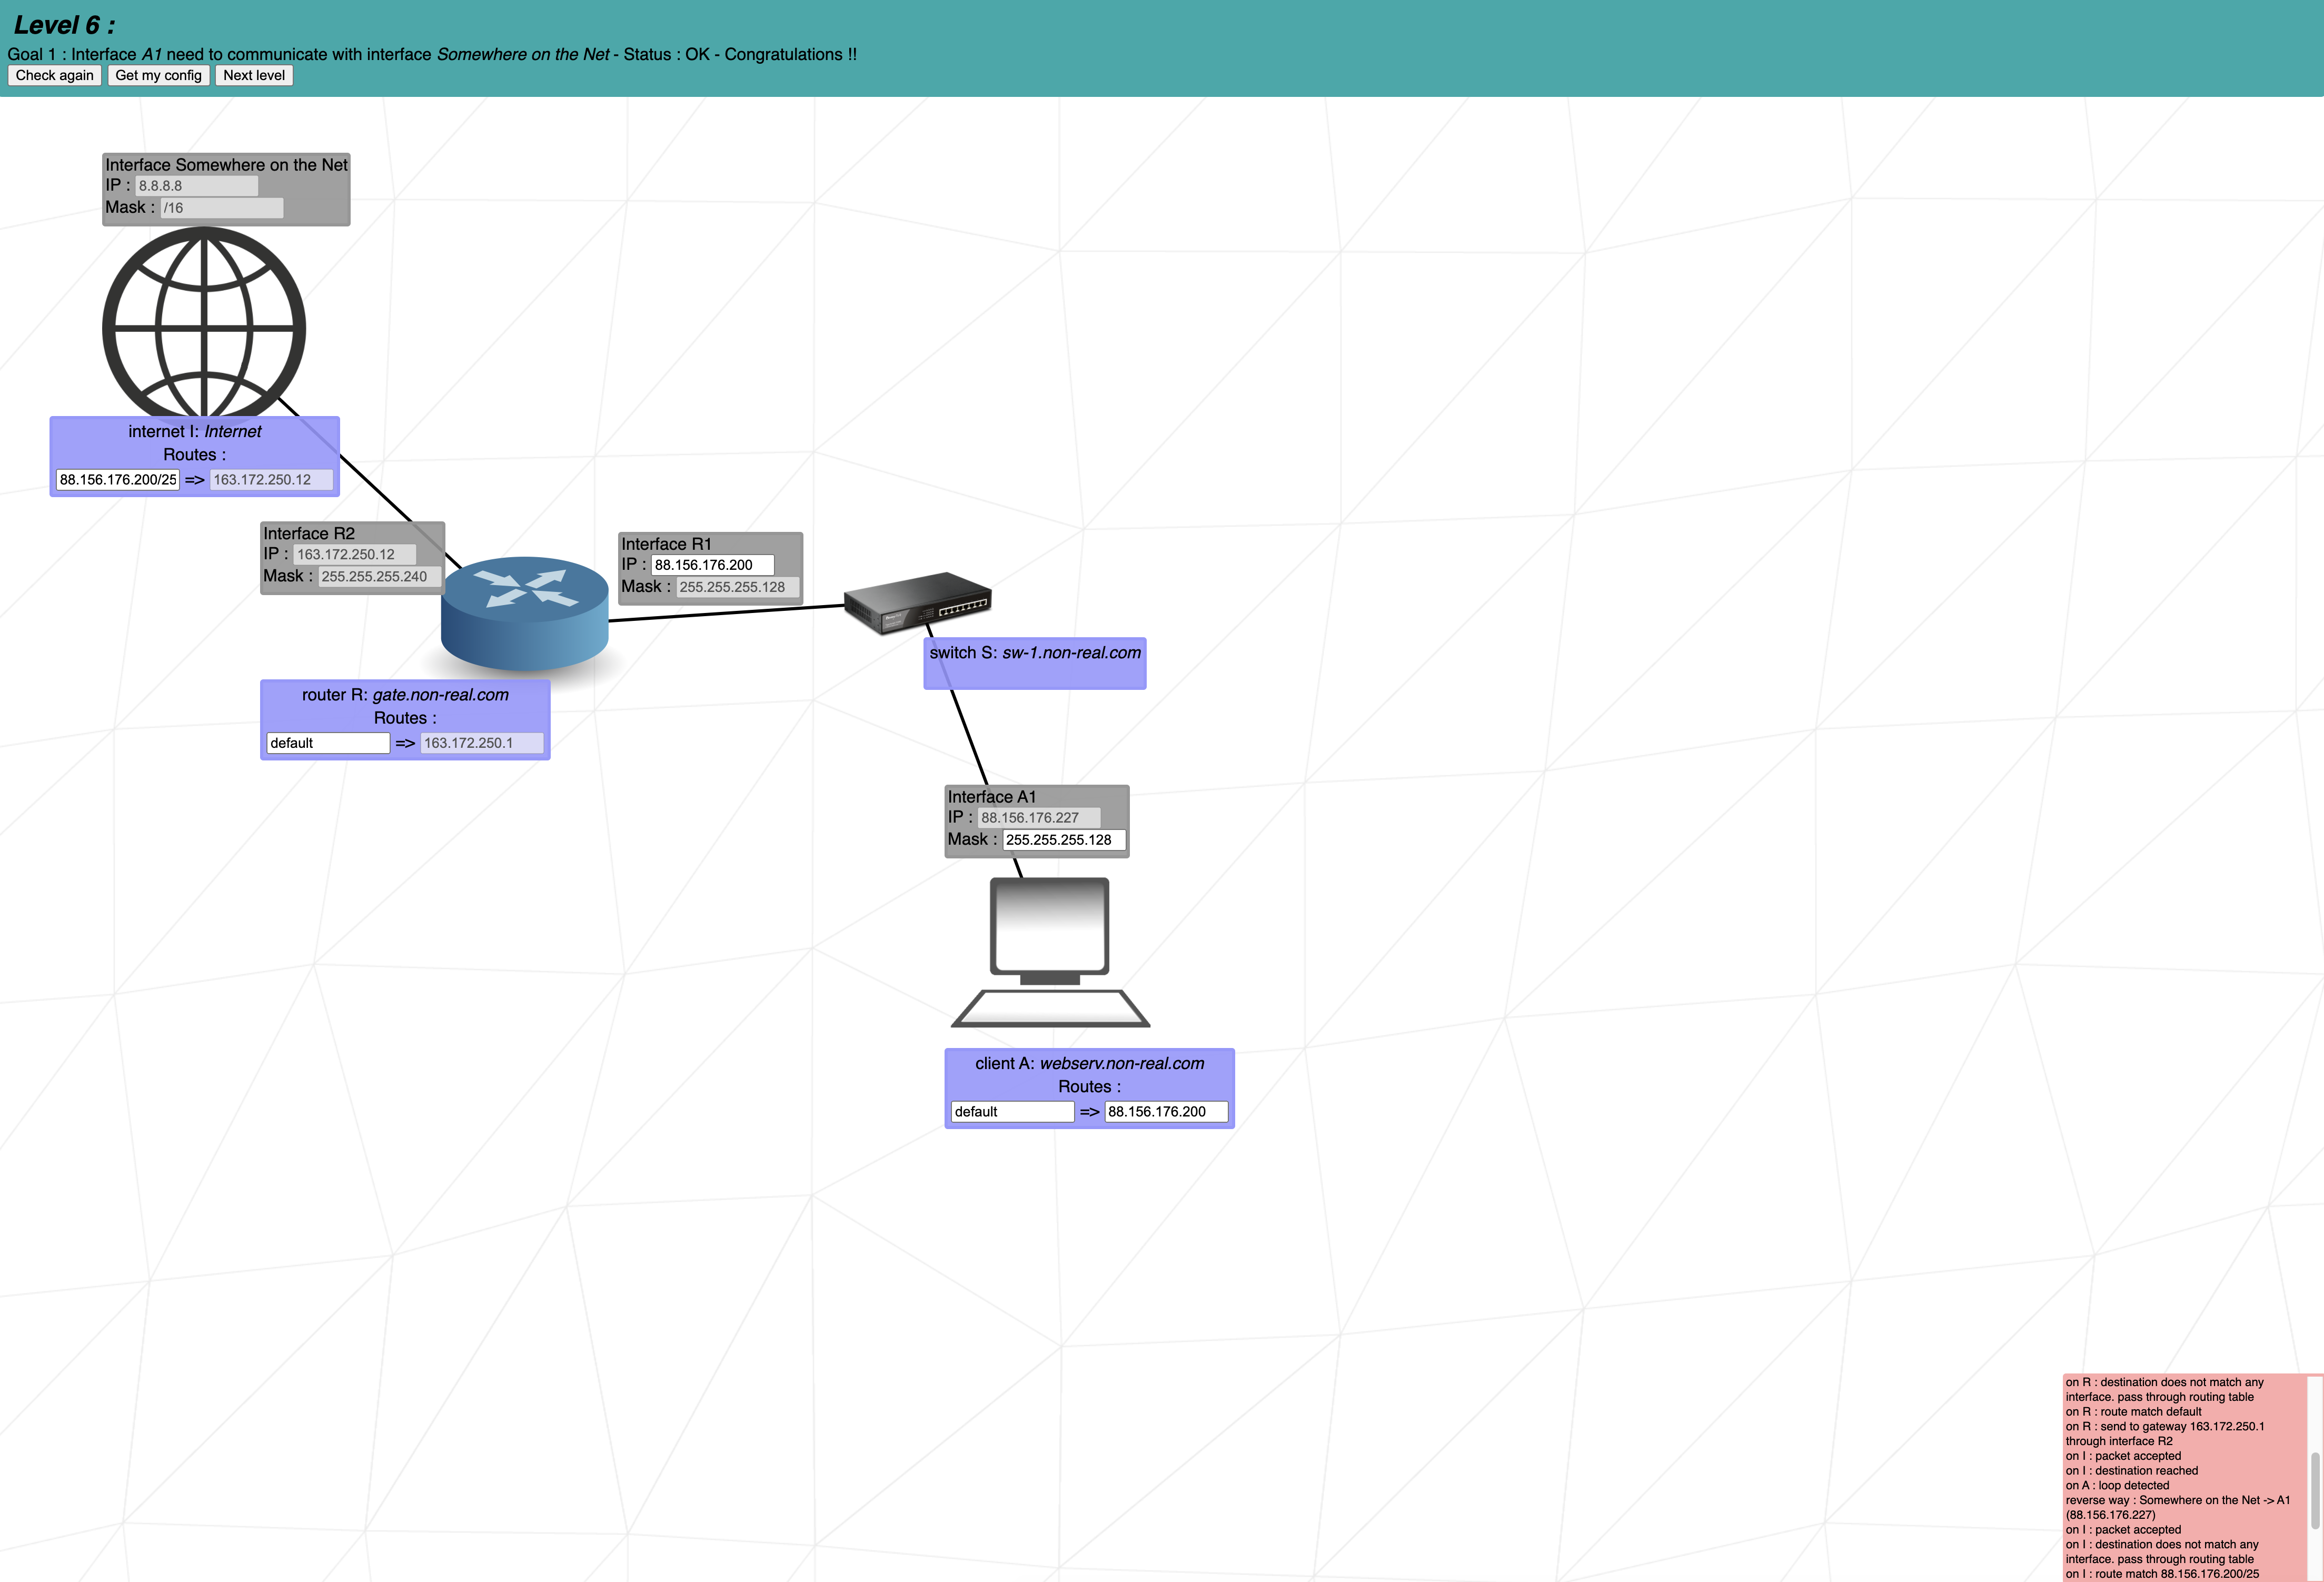 Level 6 :
Goal 1 : Interface A1 need to communicate with interface Somewhere on the Net - Status : OK - Congratulations !!
Check again Get my config Next level
Interface Somewhere on the Net
IP : 8.8.8.8
Mask : /16
internet I: Internet
Routes :
88.156.176.200/25 => 163.172.250.12
Interface R2
IP : 163.172.250.12
Mask : 255.255.255.240
Interface R1
IP : 88.156.176.200
Mask : 255.255.255.128
switch S: sw-1.non-real.com
router R: gate.non-real.com
Routes :
default => 163.172.250.1
Interface A1
IP : 88.156.176.227
Mask : 255.255.255.128
client A: webserv.non-real.com
Routes :
default => 88.156.176.200
on R : destination does not match any
interface. pass through routing table
on R : route match default
on R : send to gateway 163.172.250.1
through interface R2
on I : packet accepted
on I : destination reached
on A : loop detected
reverse way : Somewhere on the Net -> A1
(88.156.176.227)
on I : packet accepted
on I : destination does not match any
interface. pass through routing table
on I : route match 88.156.176.200/25